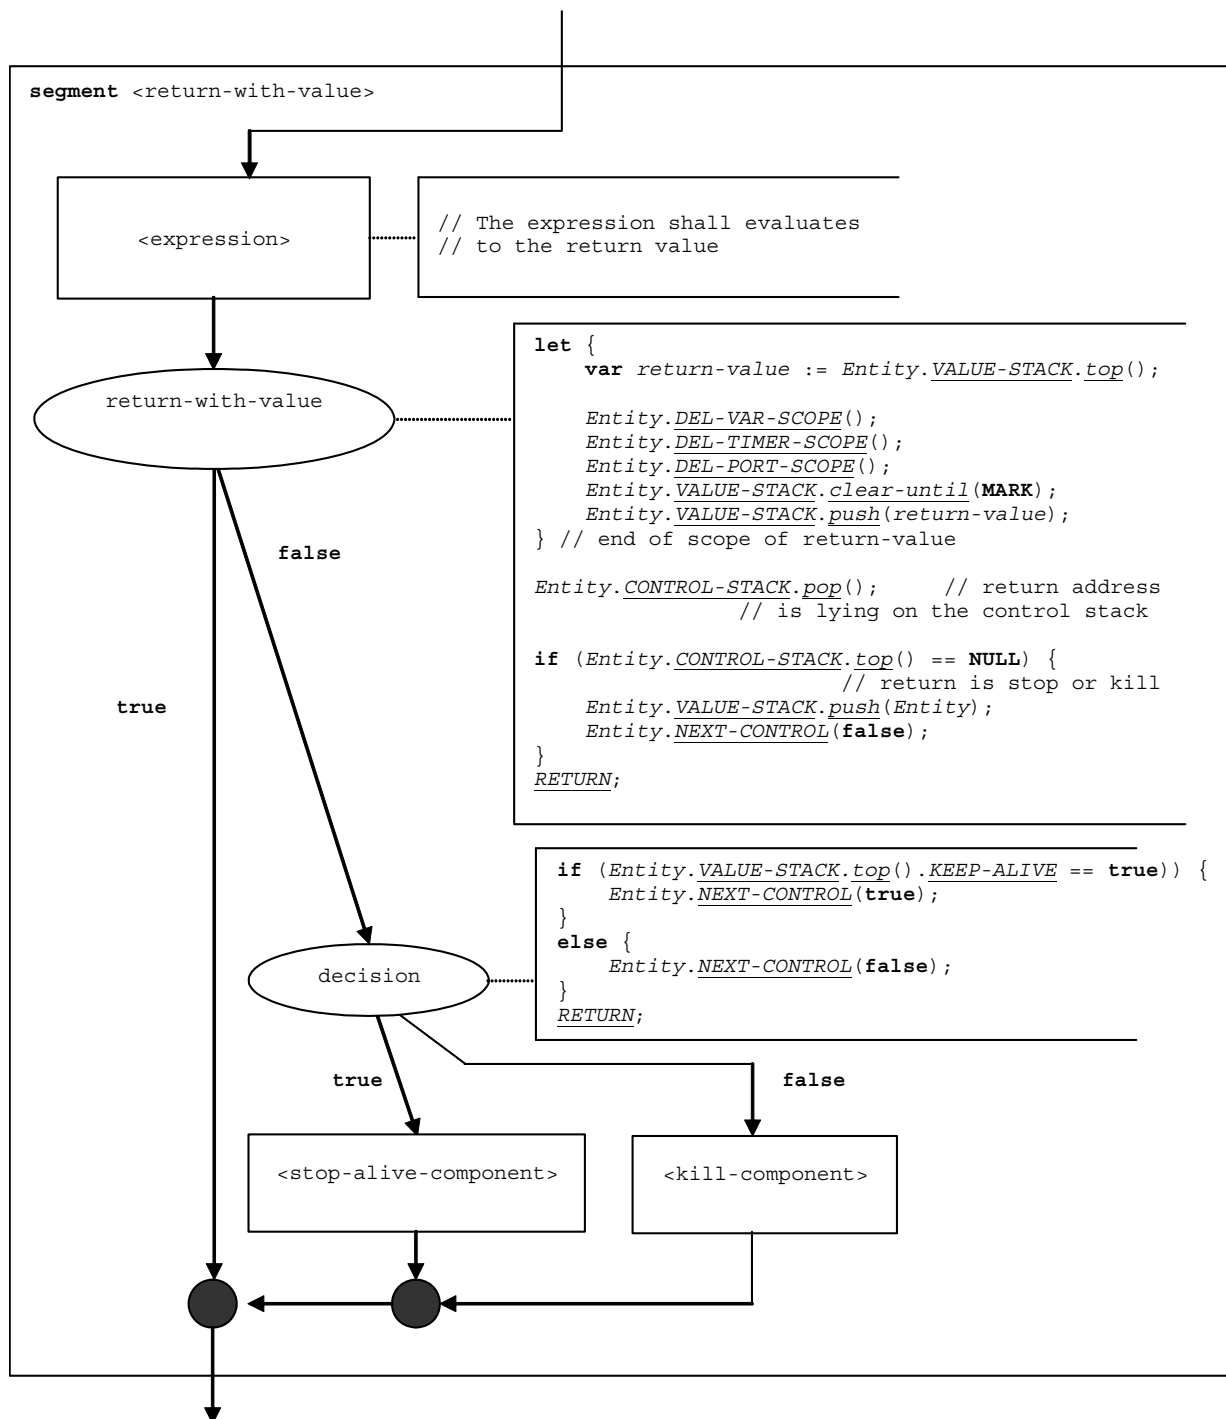 segment <return-with-value>
<expression>
// The expression shall evaluates
// to the return value
return-with-value
let {
var return-value := Entity.VALUE-STACK.top();
Entity.DEL-VAR-SCOPE();
Entity.DEL-TIMER-SCOPE();
Entity.DEL-PORT-SCOPE();
Entity.VALUE-STACK.clear-until(MARK);
Entity.VALUE-STACK.push(return-value);
} // end of scope of return-value
Entity.CONTROL-STACK.pop(); // return address
// is lying on the control stack
if (Entity.CONTROL-STACK.top() == NULL) {
// return is stop or kill
Entity.VALUE-STACK.push(Entity);
Entity.NEXT-CONTROL(false);
}
RETURN;
false
true
if (Entity.VALUE-STACK.top().KEEP-ALIVE == true)) {
Entity.NEXT-CONTROL(true);
}
else {
Entity.NEXT-CONTROL(false);
}
RETURN;
decision
true
false
<stop-alive-component>
<kill-component>